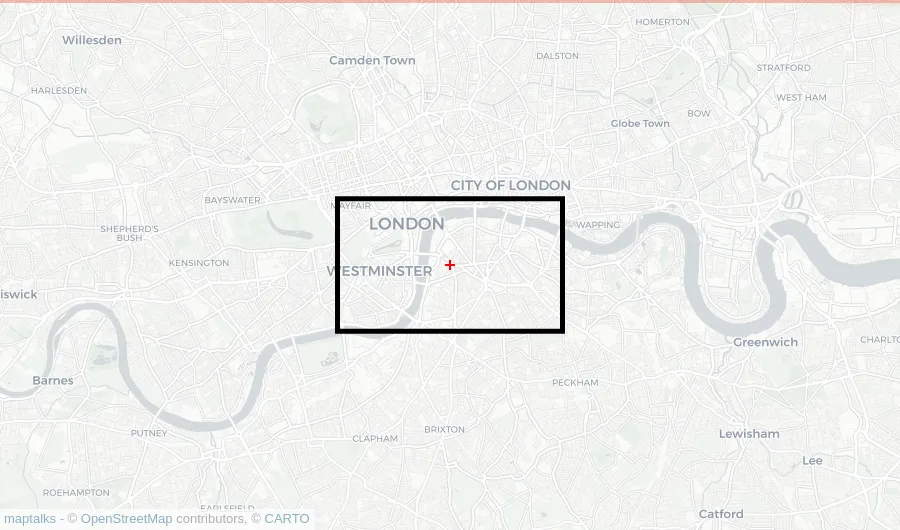 HOMERTON
Willesden
DALSTON
Camden Town
STRATFORD
HARLESDEN
WEST HAM
BOW
Globe Town
CITY OF LONDON
BAYSWATER
MAYFAIR
LONDON
WAPPING
SHEPHERD'S
BUSH
KENSINGTON
WESTMINSTER
iswick
Greenwich
CHARLTO
Barnes
PECKHAM
BRIXTON
PUTNEY
CLAPHAM
Lewisham
Lee
ROEHAMPTON
EARLSFIELD
Catford
maptalks - © OpenStreetMap contributors, © CARTO